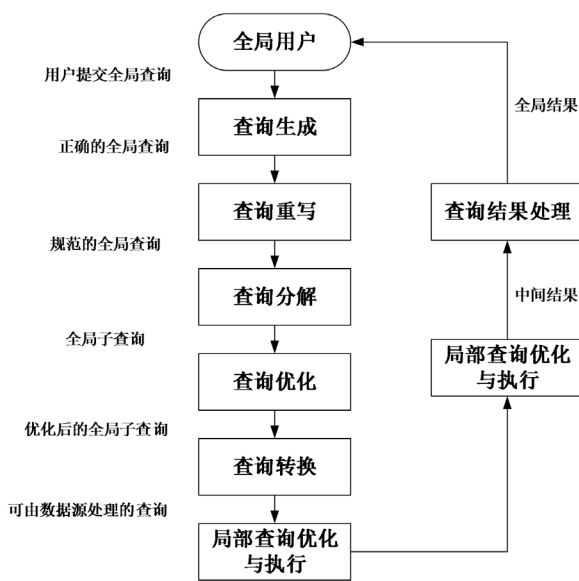 全局用户
用户提交全局查询
全局结果
查询生成
正确的全局查询
查询重写
查询结果处理
规范的全局查询
查询分解
中间结果
全局子查询
局部查询优化
与执行
查询优化
优化后的全局子查询
查询转换
可由数据源处理的查询
局部查询优化
与执行